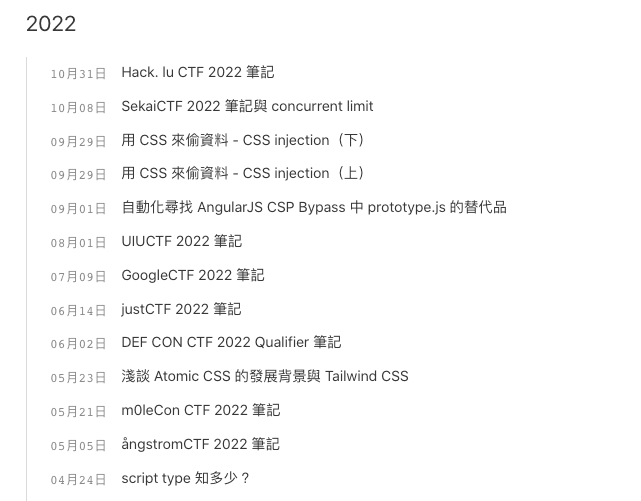 2022
10月31日 Hack. lu CTF 2022 筆記
10月08日 SekaiCTF 2022 筆記與 concurrent limit
09月29日 用 CSS 來偷資料 - CSS injection（下）
09月29日 用 CSS 來偷資料 - CSS injection（上）
09月01日 自動化尋找 AngularJS CSP Bypass 中 prototype.js 的替代品
08月01日 UIUCTF 2022 筆記
07月09日 GoogleCTF 2022 筆記
06月14日 justCTF 2022 筆記
06月02日 DEF CON CTF 2022 Qualifier 筆記
05月23日 淺談 Atomic CSS 的發展背景與 Tailwind CSS
05月21日 m0leCon CTF 2022 筆記
05月05日 ångstromCTF 2022 筆記
04月24日 script type 知多少？